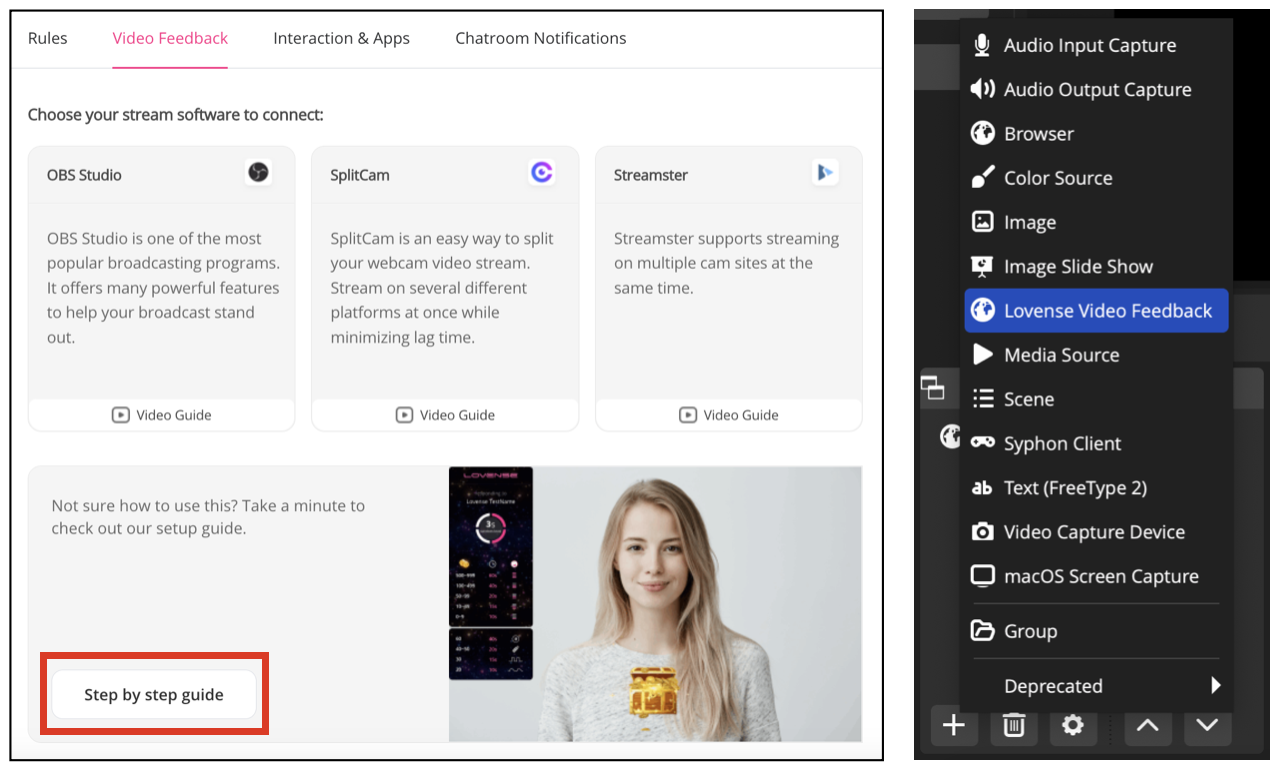 Rules
Video Feedback
Interaction & Apps
Chatroom Notifications
Choose your stream software to connect:
OBS Studio
OBS Studio is one of the most
popular broadcasting programs.
It offers many powerful features
to help your broadcast stand
out.
Video Guide
SplitCam
SplitCam is an easy way to split
your webcam video stream.
Stream on several different
platforms at once while
minimizing lag time.
Video Guide
Streamster
Streamster supports streaming
on multiple cam sites at the
same time.
Video Guide
Not sure how to use this? Take a minute to
check out our setup guide.
Step by step guide
LOVENSE
Lovense TestName
3s
Audio Input Capture
Audio Output Capture
Browser
Color Source
Image
Image Slide Show
Lovense Video Feedback
Media Source
Scene
Syphon Client
ab Text (FreeType 2)
Video Capture Device
macOS Screen Capture
Group
Deprecated